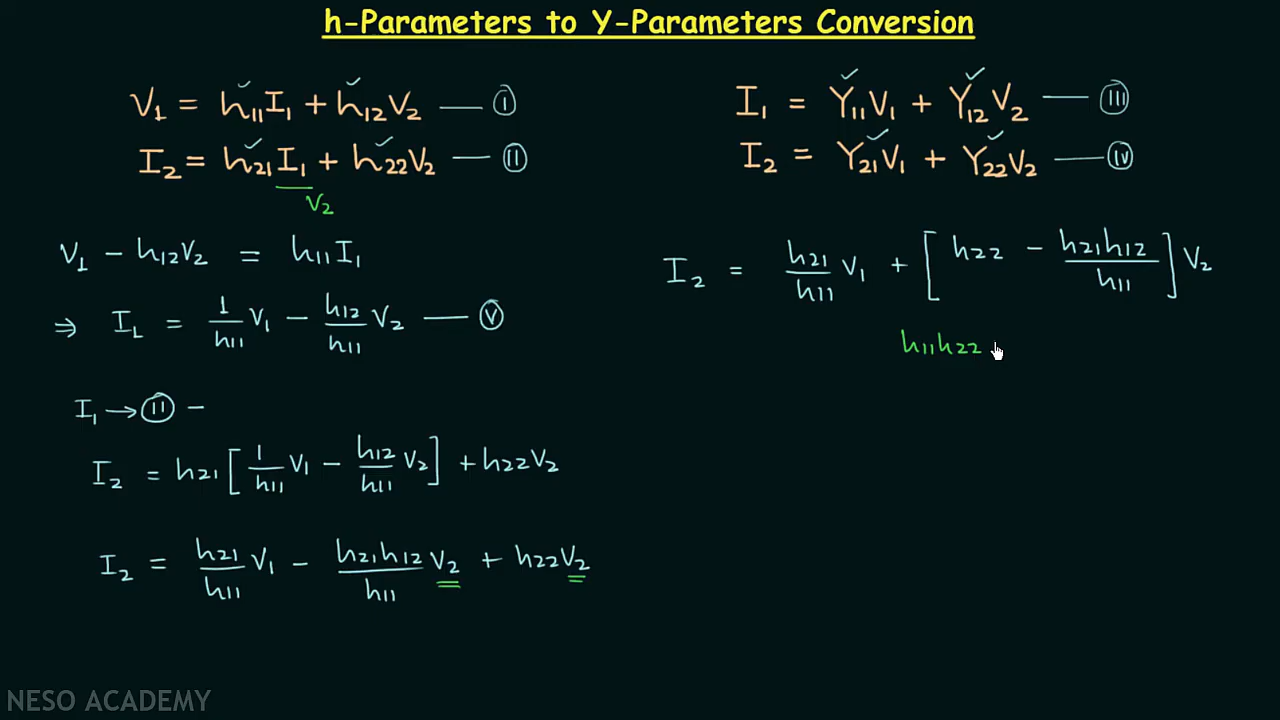 h-Parameters to Y-Parameters Conversion
V₁ = h₁₁I₁ + h₁₂V₂ — Ⓘ
I₂ = h₂₁I₁ + h₂₂V₂ — Ⅱ
V₂
V₁ - h₁₂V₂ = h₁₁I₁
⇒ I₁ = 1/h₁₁ V₁ - h₁₂/h₁₁ V₂ — Ⅴ
I₁ → Ⅱ -
I₂ = h₂₁ [1/h₁₁ V₁ - h₁₂/h₁₁ V₂] + h₂₂V₂
I₂ = h₂₁/h₁₁ V₁ - h₂₁h₁₂/h₁₁ V₂ + h₂₂V₂
I₁ = Y₁₁V₁ + Y₁₂V₂ — Ⅲ
I₂ = Y₂₁V₁ + Y₂₂V₂ — Ⅳ
I₂ = h₂₁/h₁₁ V₁ + [h₂₂ - h₂₁h₁₂/h₁₁] V₂
h₁₁h₂₂
NESO ACADEMY